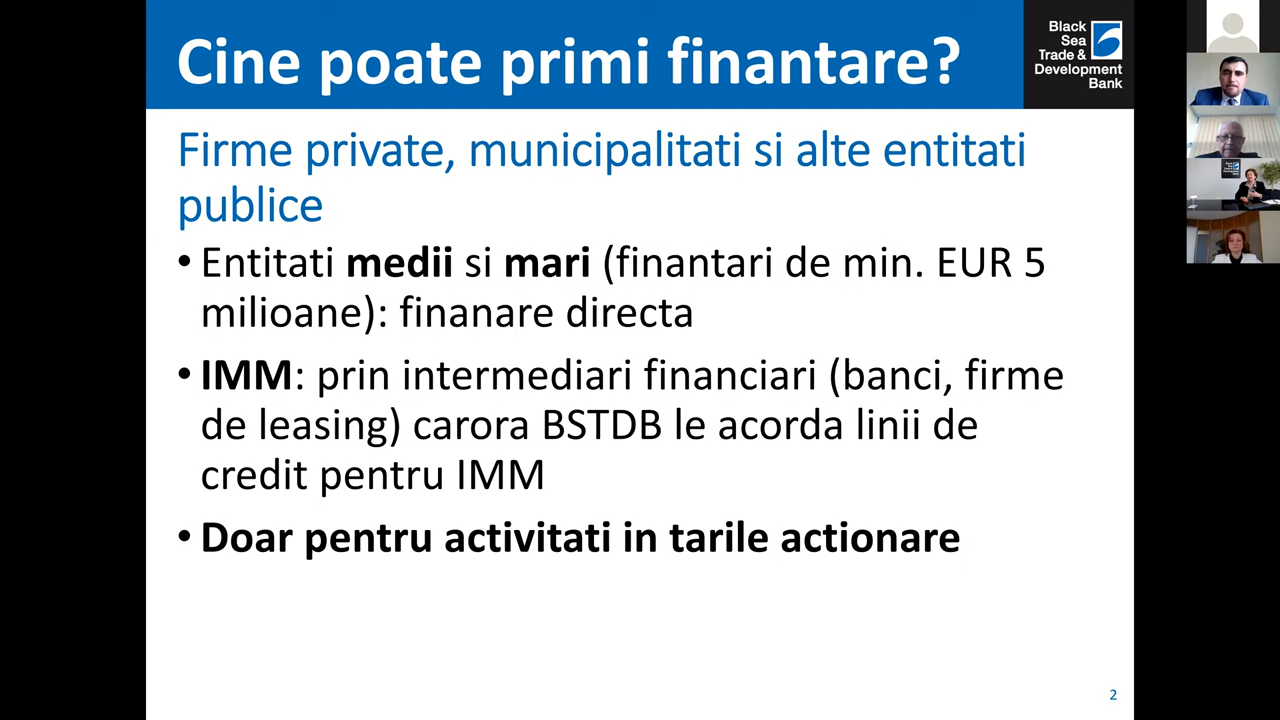 Cine poate primi finantare?
Black
Sea
Trade &
Development
Bank
Firme private, municipalitati si alte entitati
publice
• Entitati medii si mari (finantari de min. EUR 5
milioane): finanare directa
• IMM: prin intermediari financiari (banci, firme
de leasing) carora BSTDB le acorda linii de
credit pentru IMM
• Doar pentru activitati in tarile actionare
2